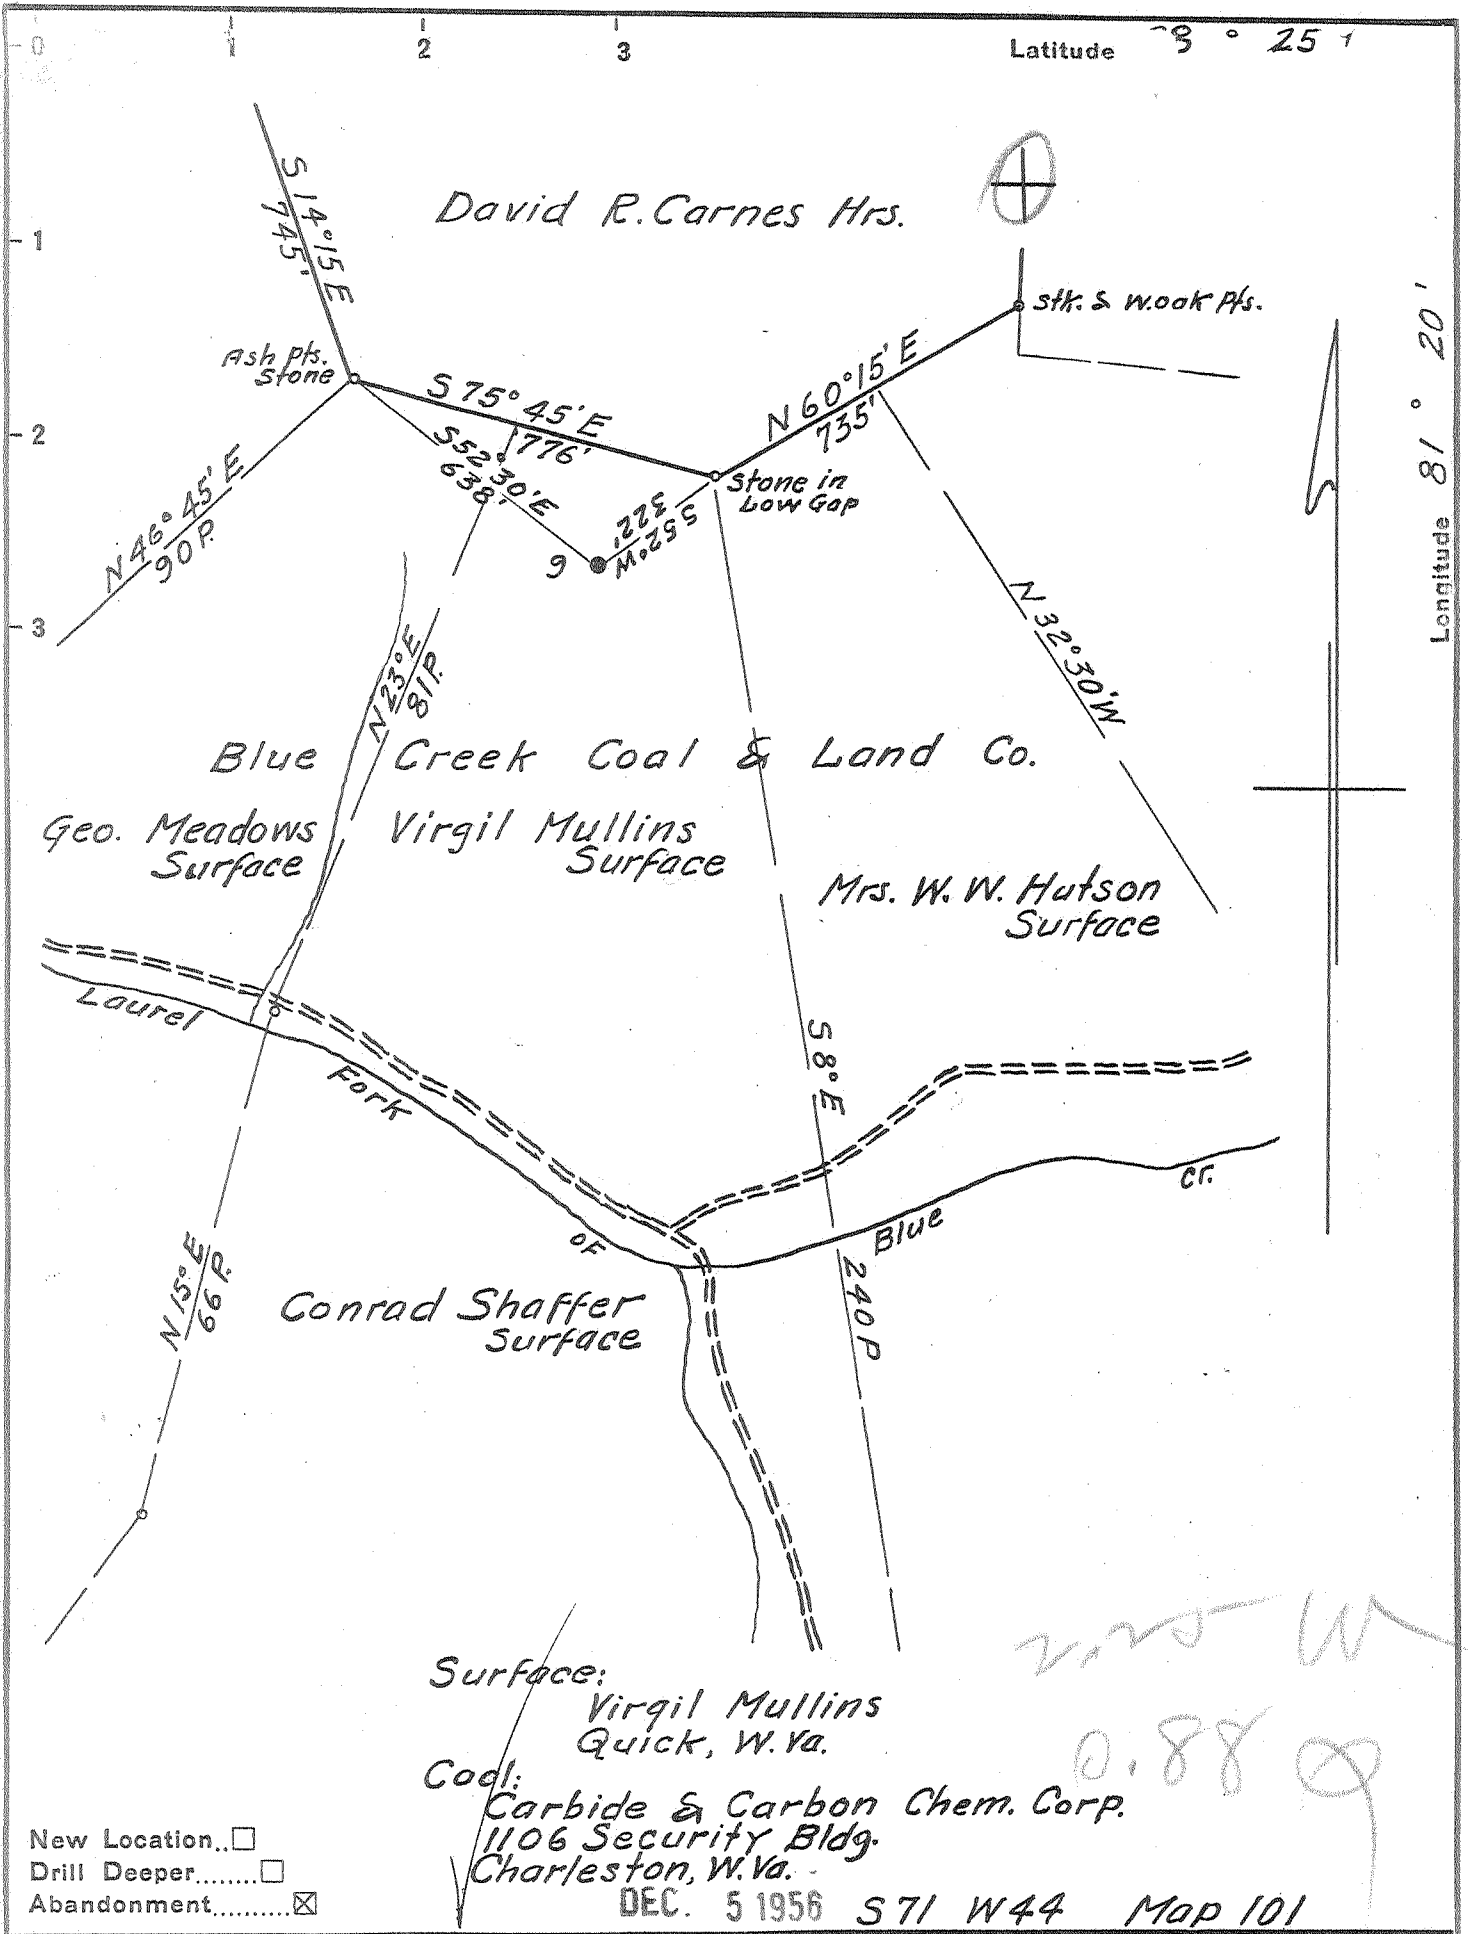 0
1
2
3
Latitude ° 25'
S 14°15 E
745'
David R. Carnes Hrs.
1
Stk. & W.oak Pts.
Longitude 81° 20'
Ash Pts.
Stone
S 75° 45' E
776'
N 60°15' E
735'
2
S52°30'E
638'
Stone in
Low Gap
S 52°W
322'
N 46° 45' E
90 P.
6
3
N 32°30'W
N 23° E
81 P.
Blue Creek Coal & Land Co.
Geo. Meadows
Surface
Virgil Mullins
Surface
Mrs. W. W. Hutson
Surface
Laurel
Fork
of
Blue
Cr.
S 8° E
240 P
N 15° E
66 P.
Conrad Shaffer
Surface
Surface:
Virgil Mullins
Quick, W. Va.
Coal:
Carbide & Carbon Chem. Corp.
1106 Security Bldg.
Charleston, W. Va.
W
0.88
New Location..☐
Drill Deeper........☐
Abandonment..........☒
DEC. 5 1956
S 71 W 44 Map 101